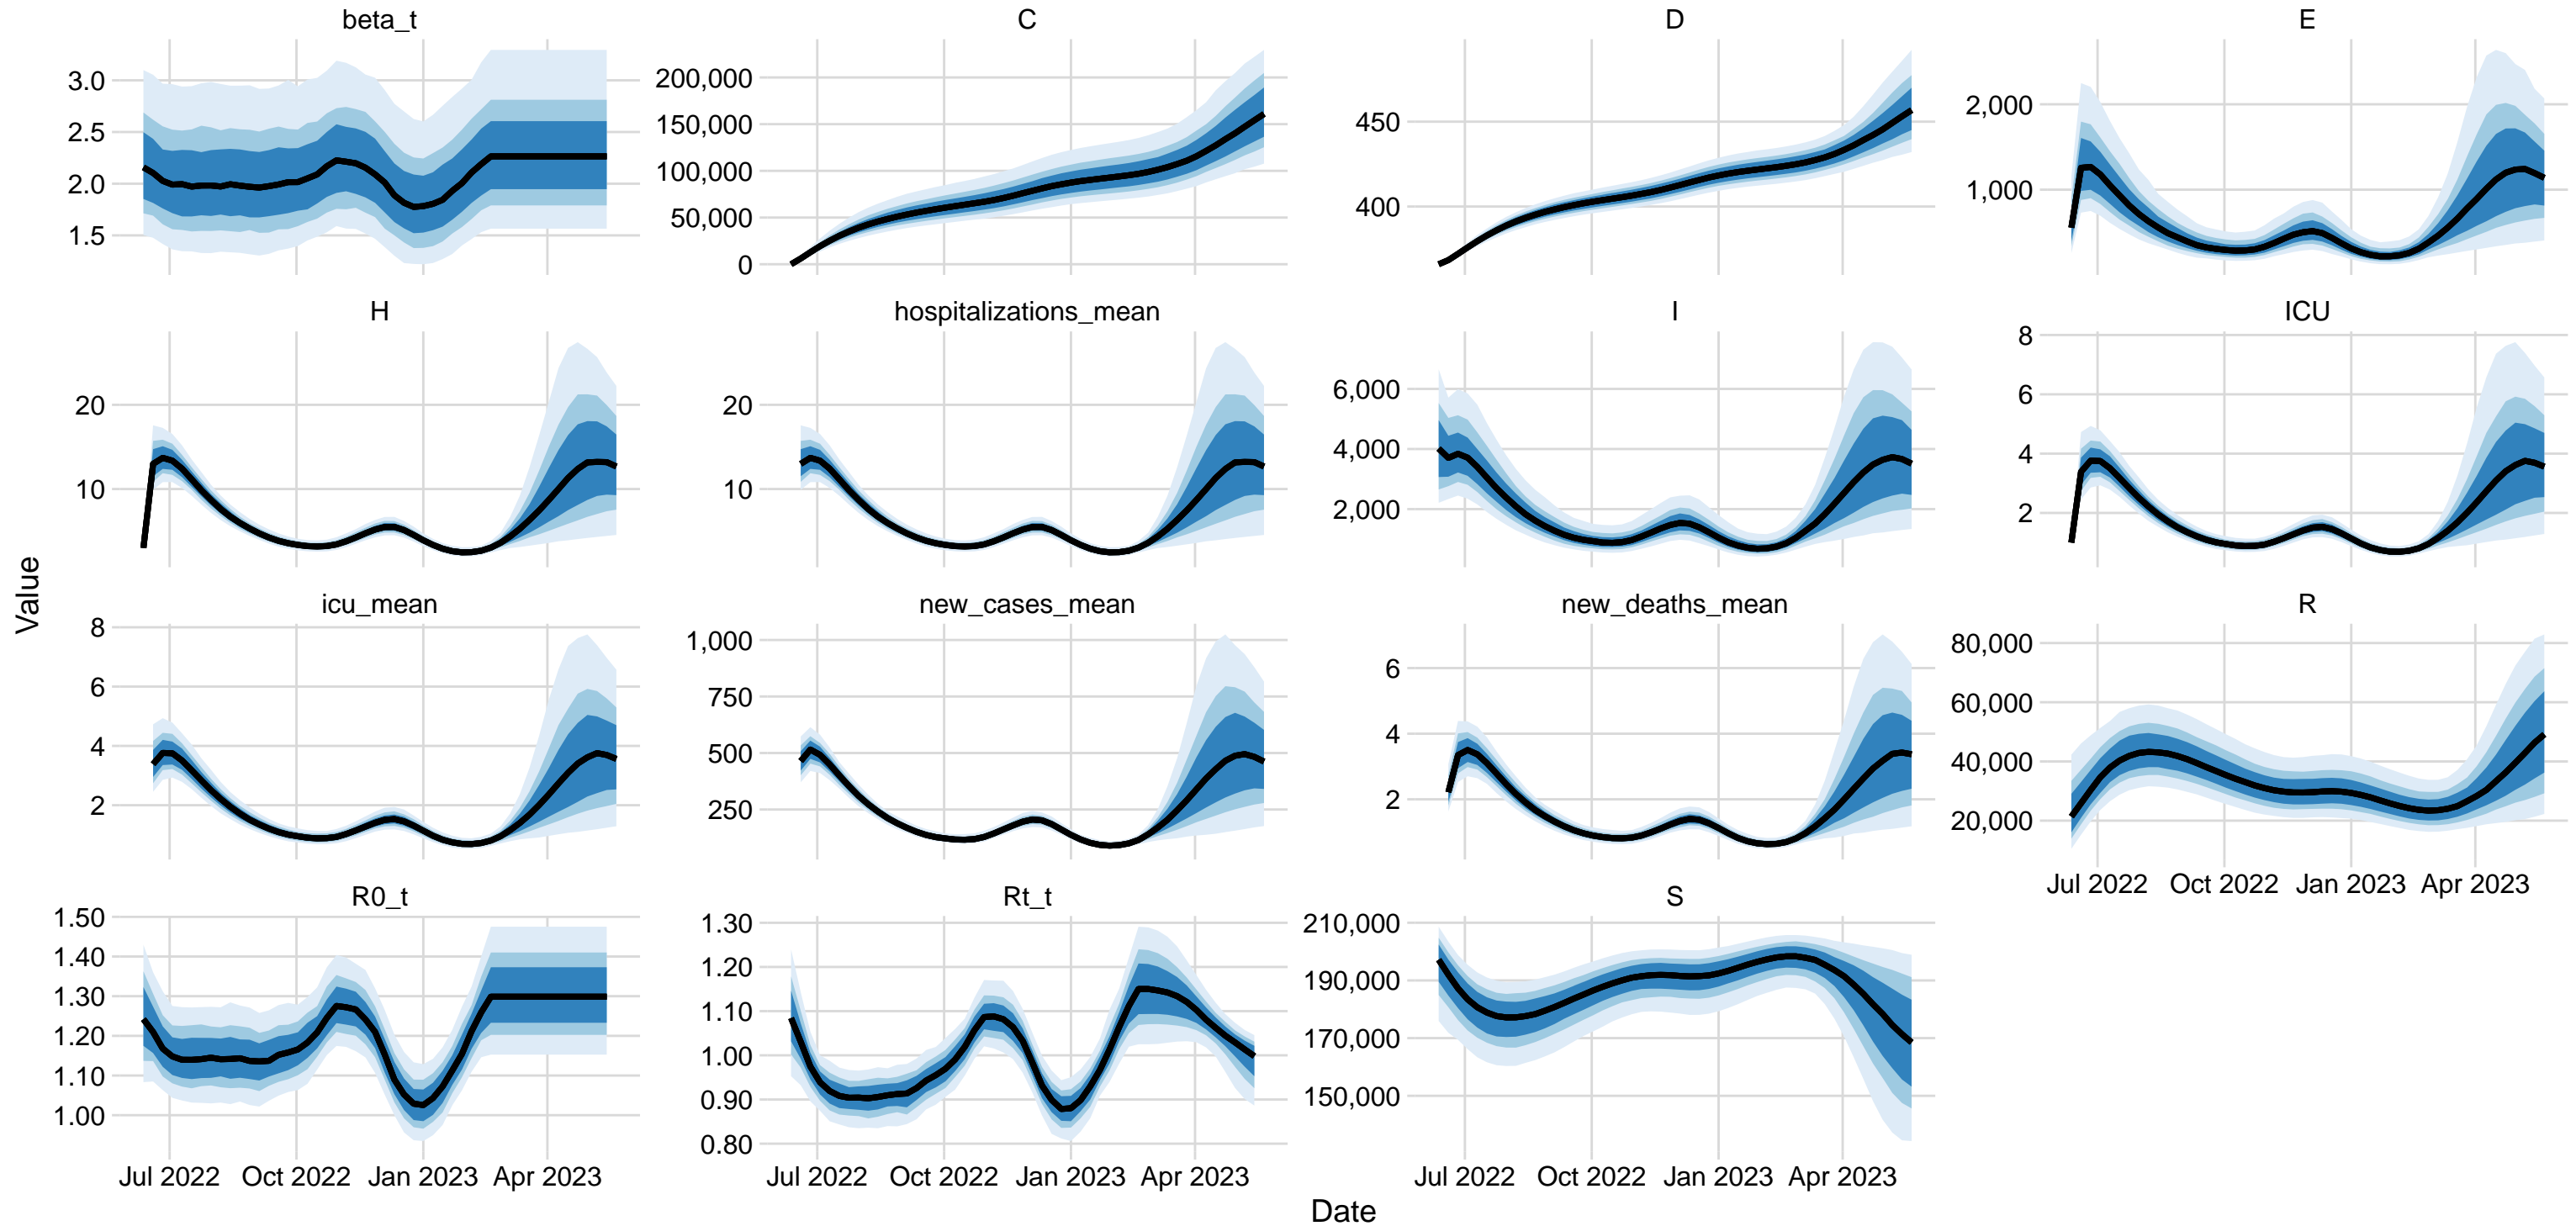 beta_t
C
D
E
3.0
2.5
2.0
1.5
200,000
150,000
100,000
50,000
0
450
400
2,000
1,000
H
hospitalizations_mean
I
ICU
20
10
20
10
6,000
4,000
2,000
8
6
4
2
Value
icu_mean
new_cases_mean
new_deaths_mean
R
8
6
4
2
1,000
750
500
250
6
4
2
80,000
60,000
40,000
20,000
Jul 2022 Oct 2022 Jan 2023 Apr 2023
R0_t
Rt_t
S
1.50
1.40
1.30
1.20
1.10
1.00
1.30
1.20
1.10
1.00
0.90
0.80
210,000
190,000
170,000
150,000
Jul 2022 Oct 2022 Jan 2023 Apr 2023
Jul 2022 Oct 2022 Jan 2023 Apr 2023
Jul 2022 Oct 2022 Jan 2023 Apr 2023
Date